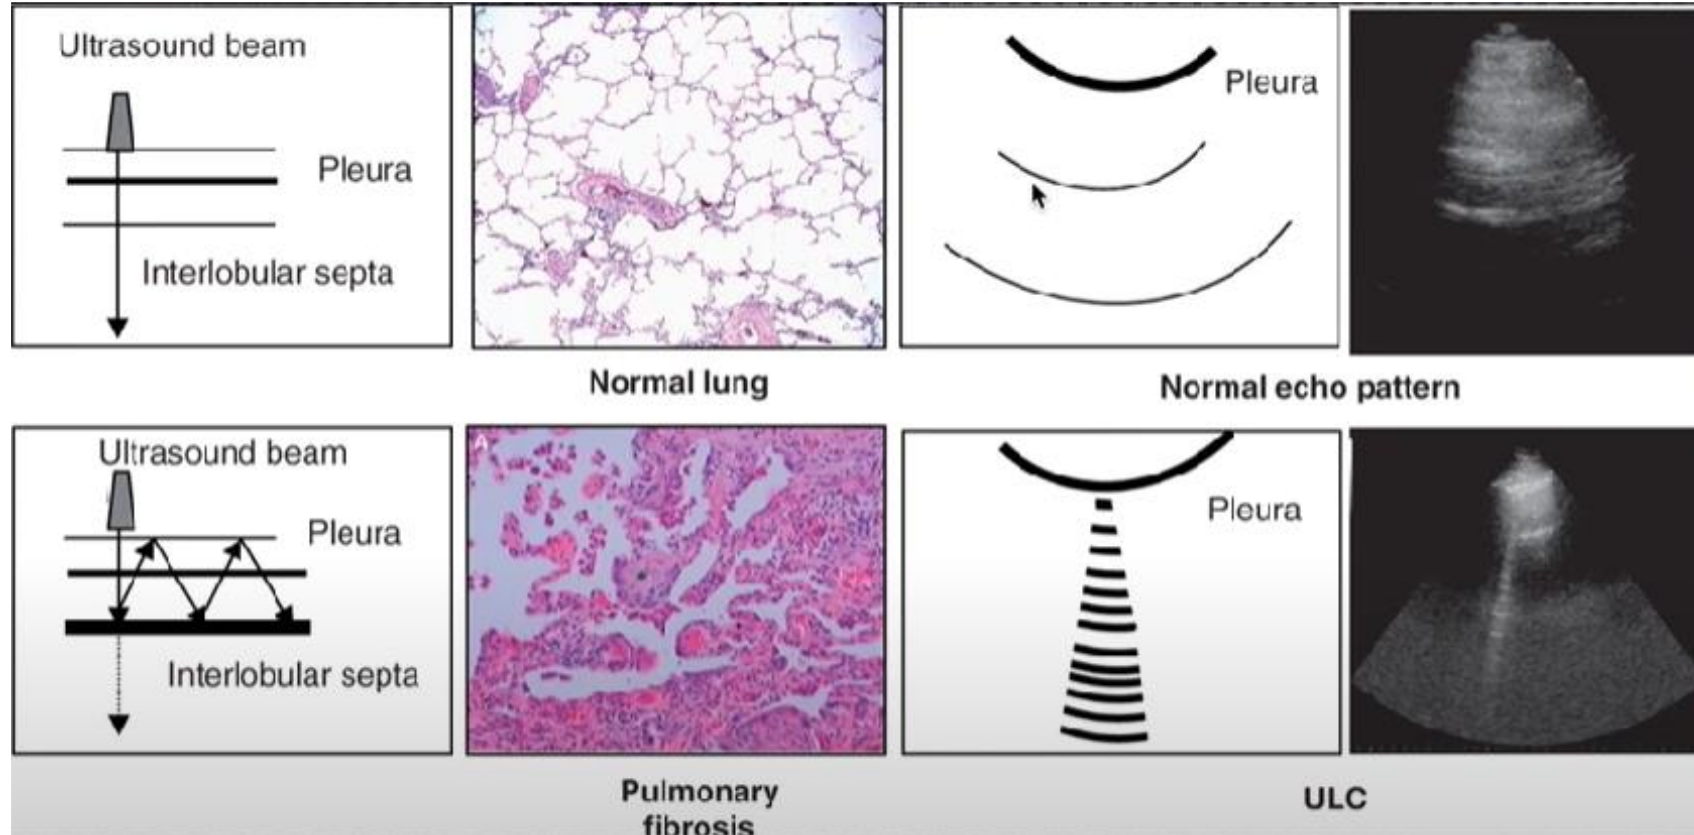 Ultrasound beam
Pleura
Interlobular septa
Pleura
Normal lung
Normal echo pattern
Ultrasound beam
Pleura
Interlobular septa
A
Pleura
Pulmonary
fibrosis
ULC